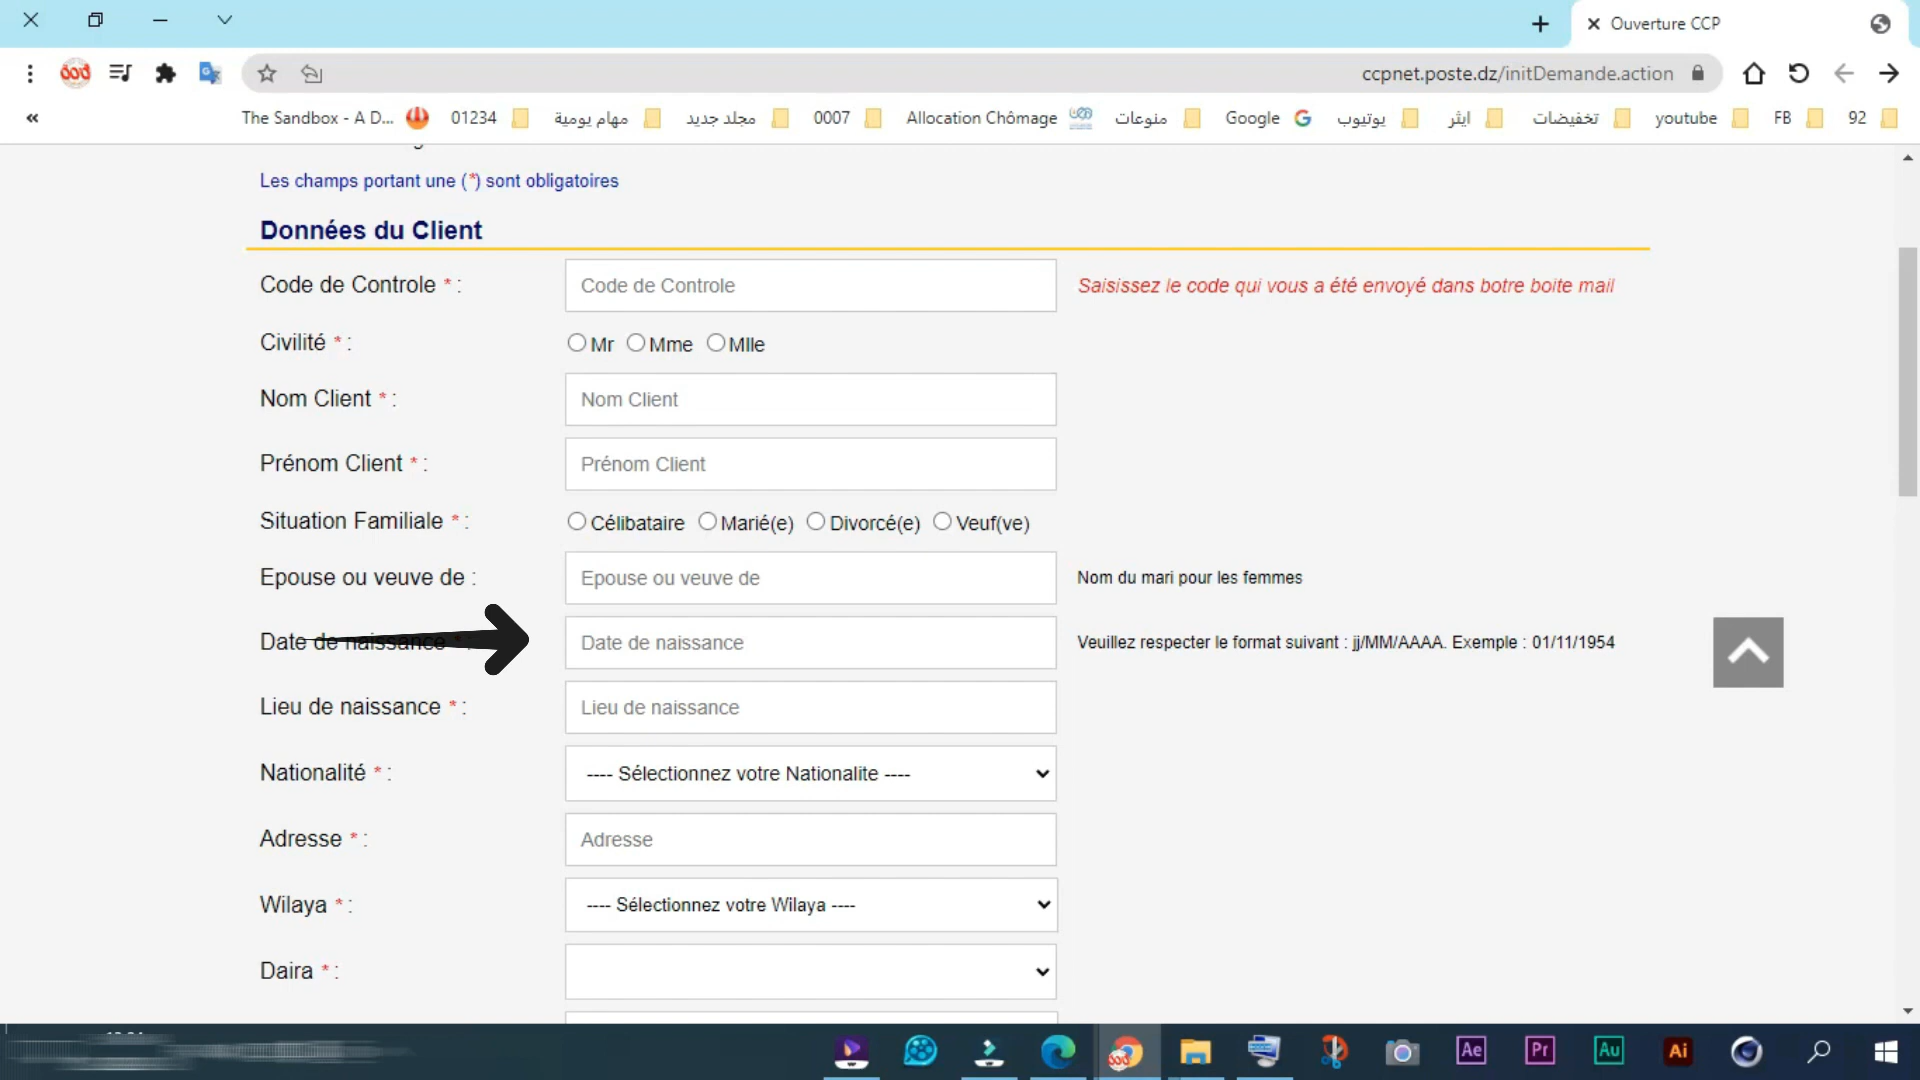 Ouverture CCP
ccpnet.poste.dz/initDemande.action
The Sandbox - A D... 01234 مهام يومية مجلد جديد 0007 Allocation Chômage منوعات Google يوتيوب ايثر تخفيضات youtube FB 92
Les champs portant une (*) sont obligatoires
Données du Client
Code de Controle * : Code de Controle Saisissez le code qui vous a été envoyé dans botre boite mail
Civilité * : Mr Mme Mlle
Nom Client * : Nom Client
Prénom Client * : Prénom Client
Situation Familiale * : Célibataire Marié(e) Divorcé(e) Veuf(ve)
Epouse ou veuve de : Epouse ou veuve de Nom du mari pour les femmes
Date de naissance * : Date de naissance Veuillez respecter le format suivant : jj/MM/AAAA. Exemple : 01/11/1954
Lieu de naissance * : Lieu de naissance
Nationalité * : ---- Sélectionnez votre Nationalite ----
Adresse * : Adresse
Wilaya * : ---- Sélectionnez votre Wilaya ----
Daira * :
Ae Pr Au Ai